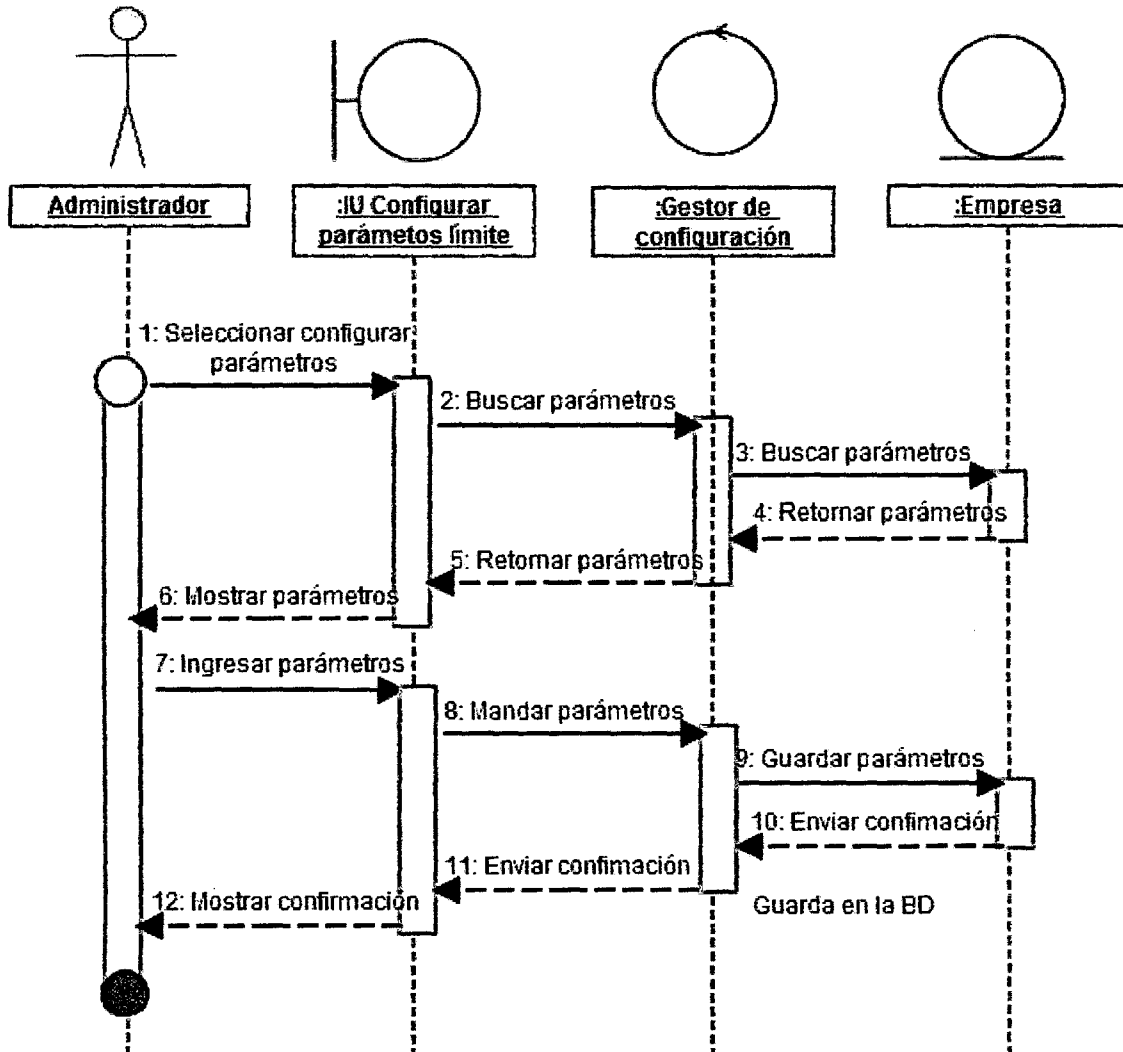 Administrador
:IU Configurar
parámetos límite
:Gestor de
configuración
:Empresa
1: Seleccionar configurar
parámetros
2: Buscar parámetros
3: Buscar parámetros
4: Retornar parámetros
5: Retornar parámetros
6: Mostrar parámetros
7: Ingresar parámetros
8: Mandar parámetros
9: Guardar parámetros
10: Enviar confimación
11: Enviar confimación
12: Mostrar confirmación
Guarda en la BD